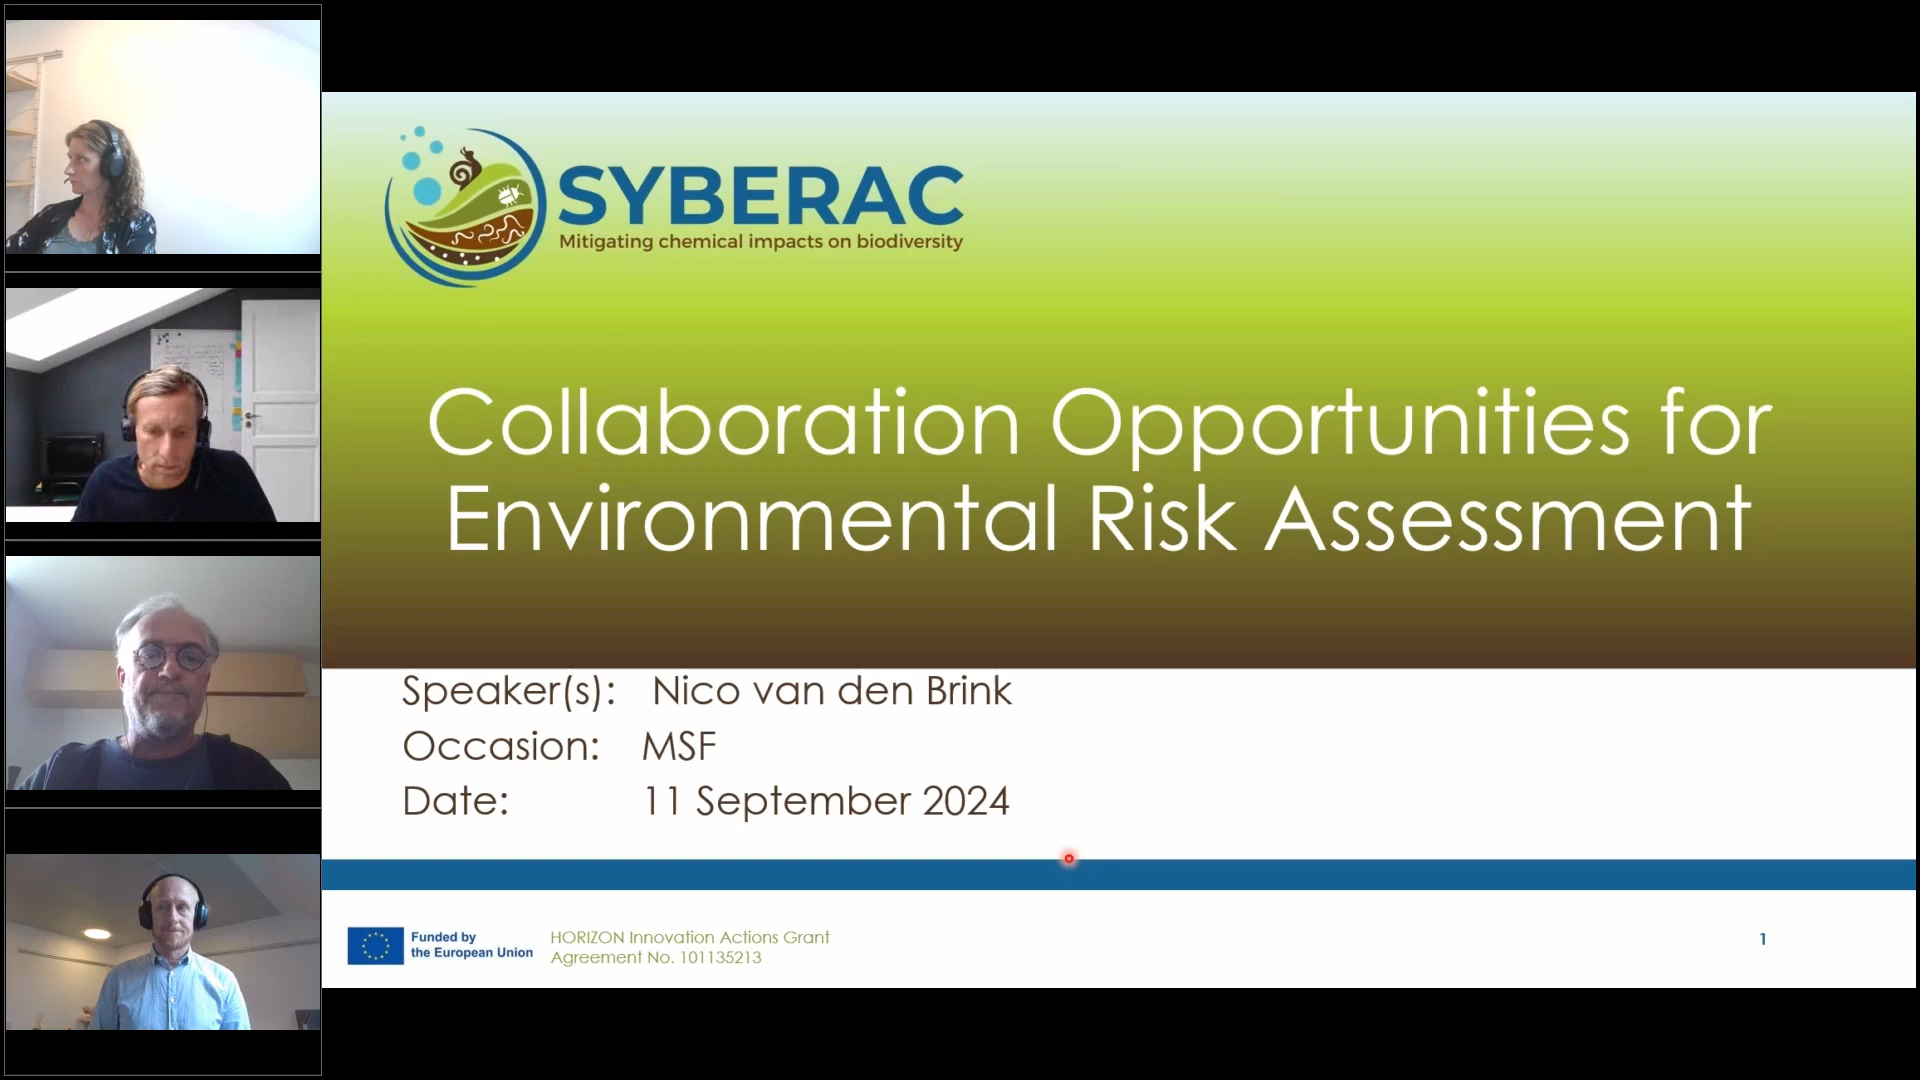 SYBERAC
Mitigating chemical impacts on biodiversity
Collaboration Opportunities for
Environmental Risk Assessment
Speaker(s): Nico van den Brink
Occasion: MSF
Date: 11 September 2024
Funded by
the European Union
HORIZON Innovation Actions Grant
Agreement No. 101135213
1